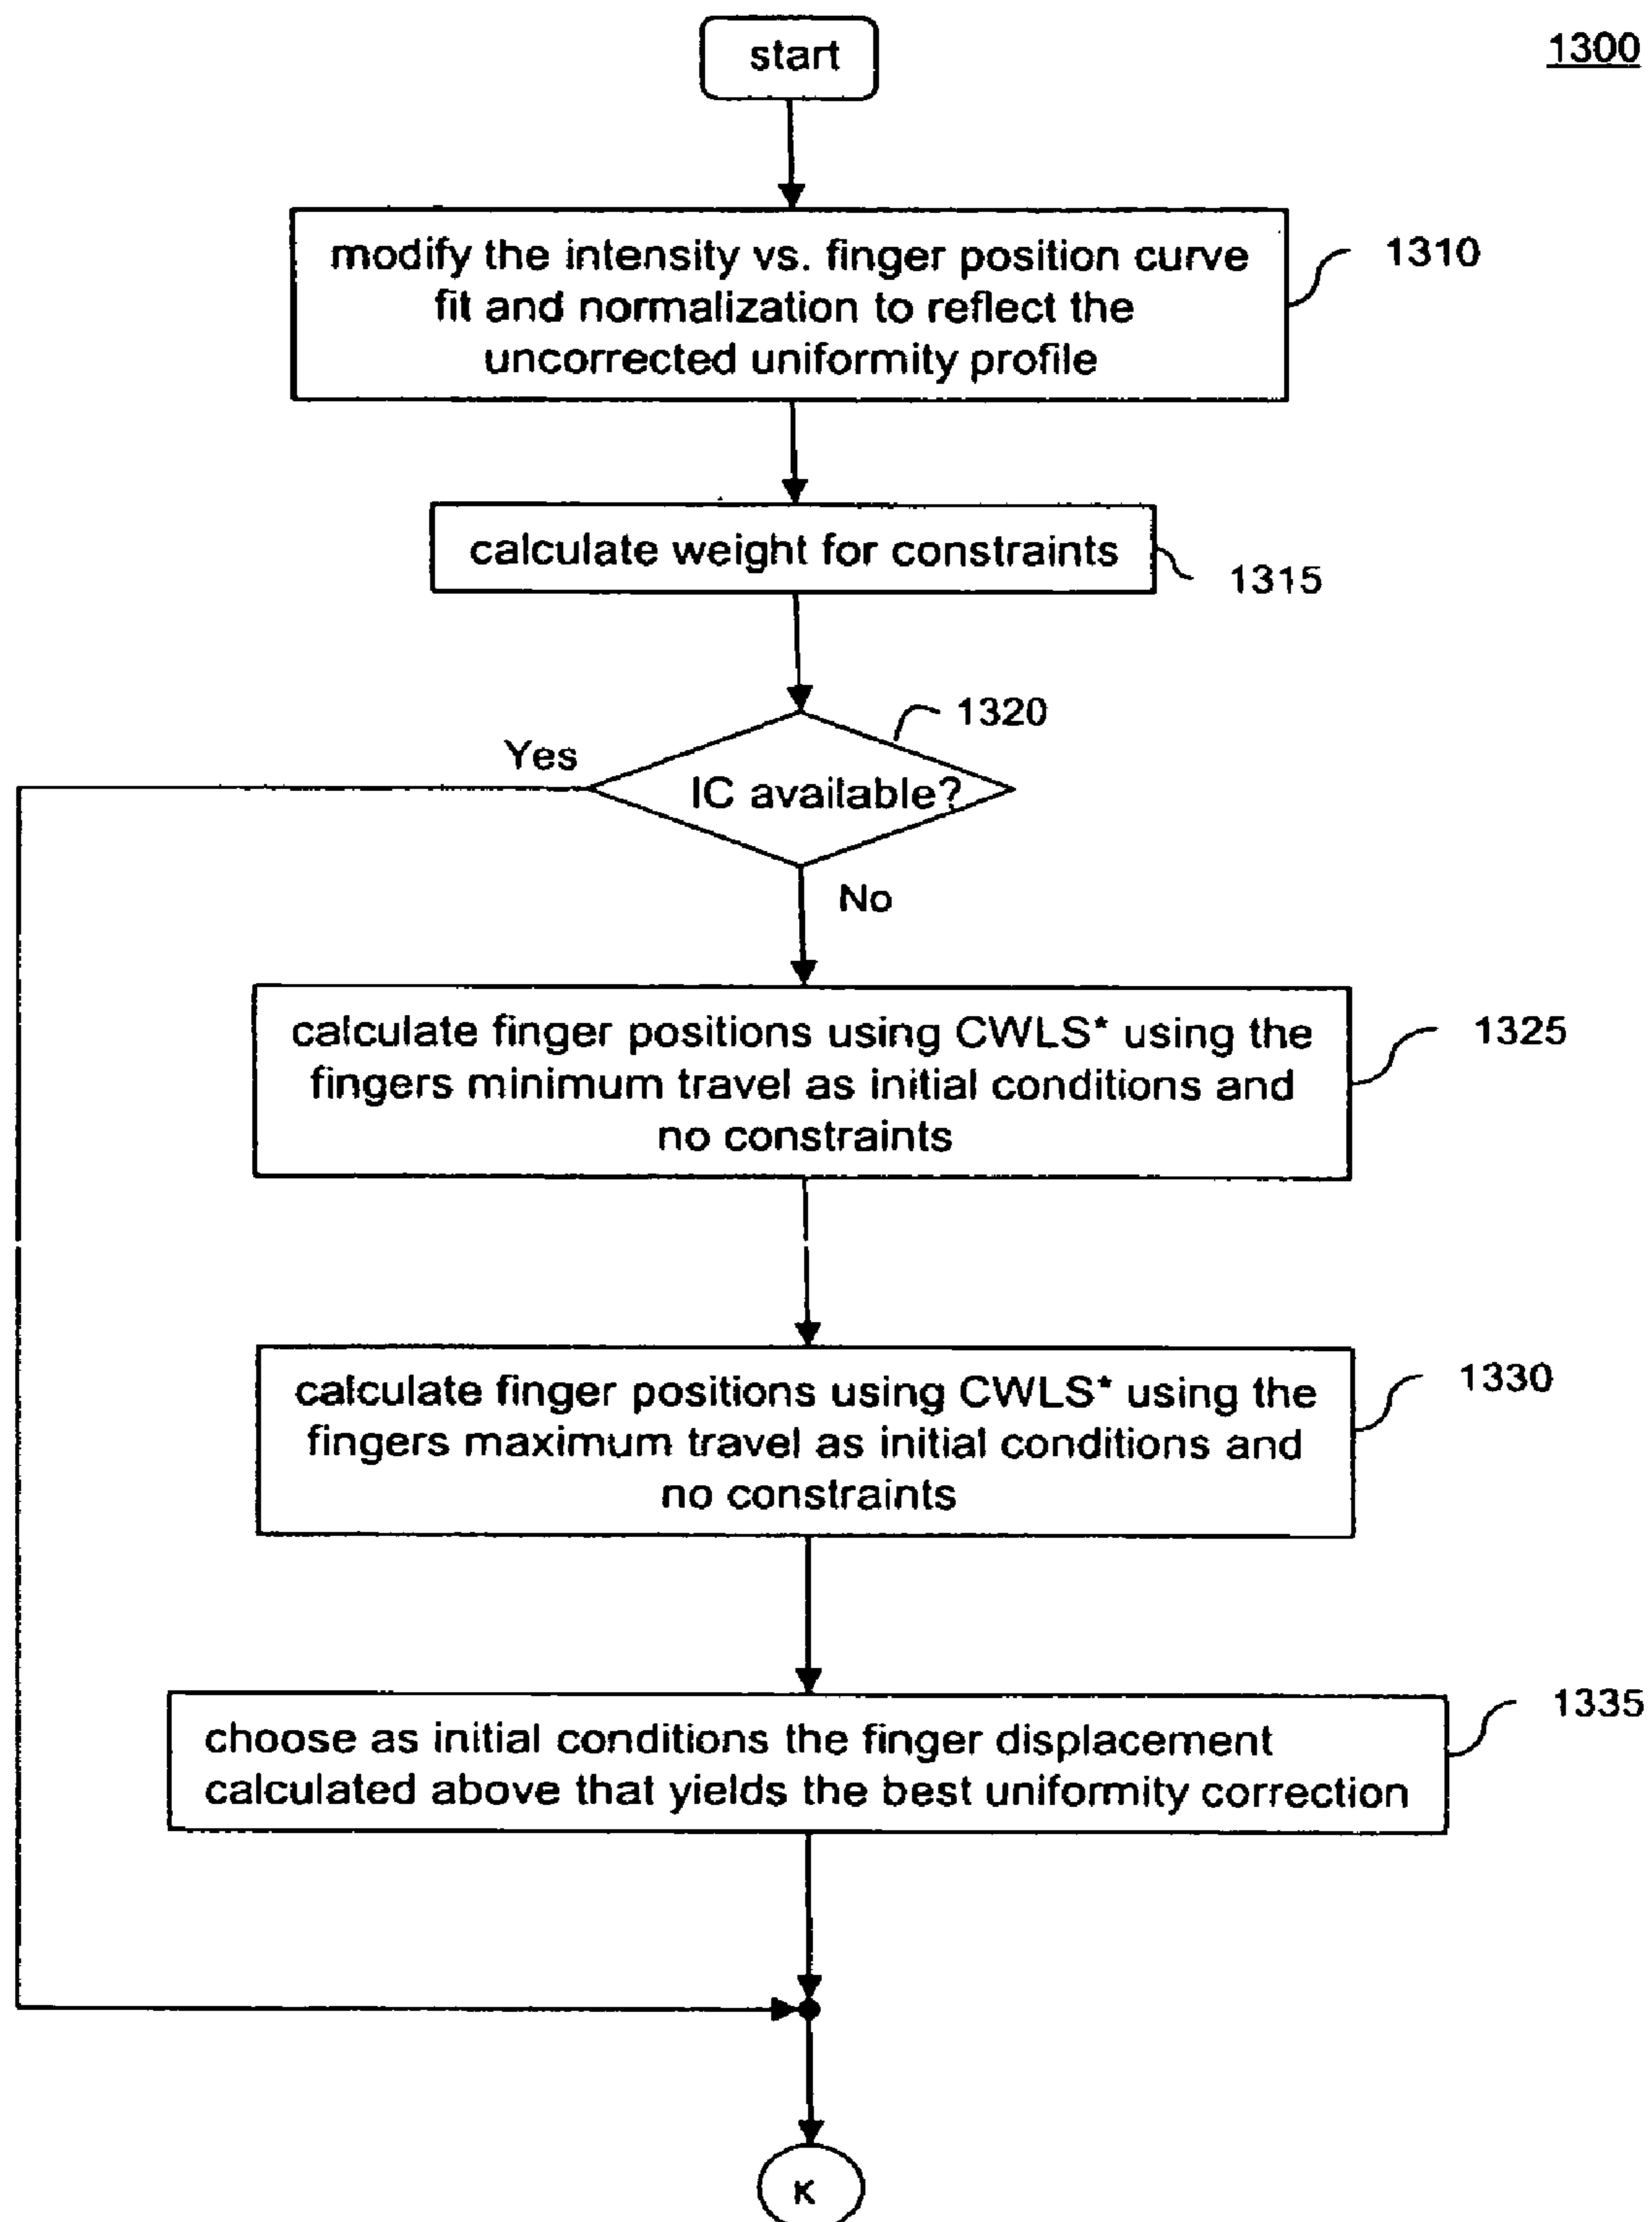 start
1300
modify the intensity vs. finger position curve
fit and normalization to reflect the
uncorrected uniformity profile
1310
calculate weight for constraints
1315
1320
Yes
IC available?
No
calculate finger positions using CWLS* using the
fingers minimum travel as initial conditions and
no constraints
1325
calculate finger positions using CWLS* using the
fingers maximum travel as initial conditions and
no constraints
1330
choose as initial conditions the finger displacement
calculated above that yields the best uniformity correction
1335
K